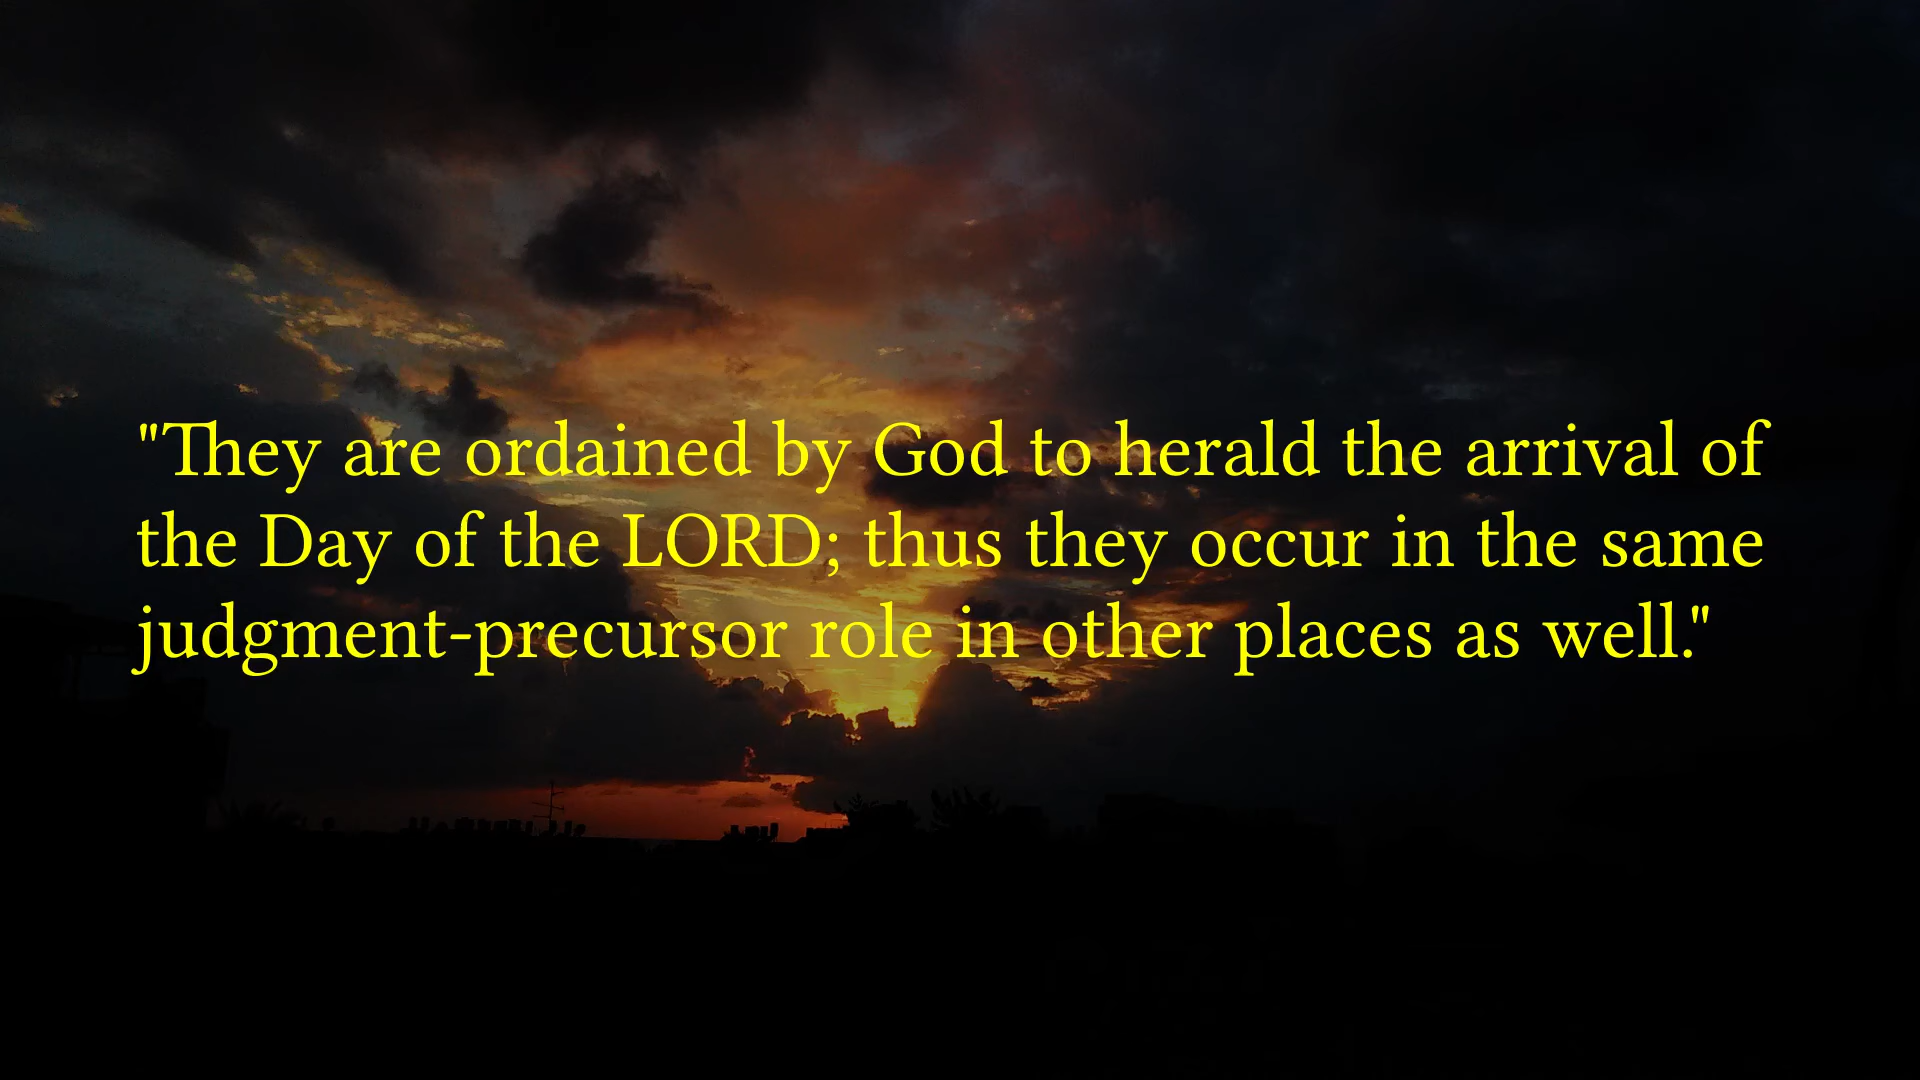 "They are ordained by God to herald the arrival of
the Day of the LORD; thus they occur in the same
judgment-precursor role in other places as well."